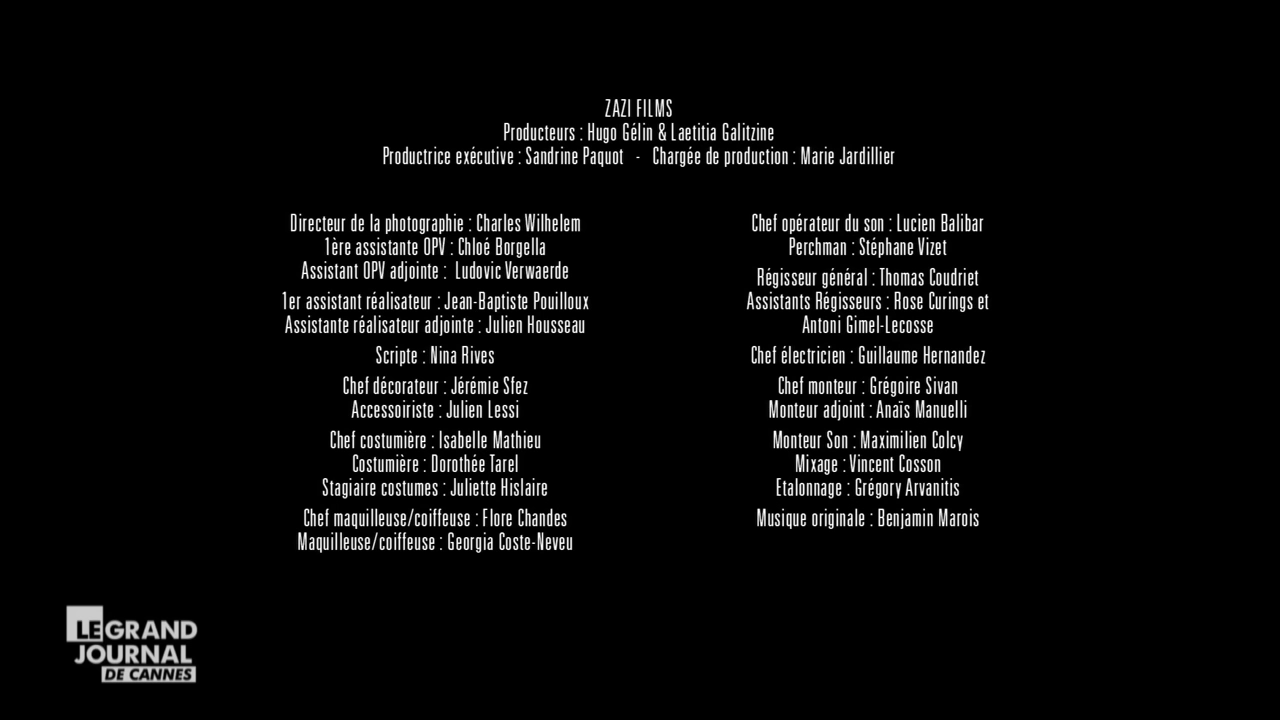 ZAZI FILMS
Producteurs : Hugo Gélin & Laetitia Galitzine
Productrice exécutive : Sandrine Paquot - Chargée de production : Marie Jardillier
Directeur de la photographie : Charles Wilhelem
1ère assistante OPV : Chloé Borgella
Assistant OPV adjointe : Ludovic Verwaerde
1er assistant réalisateur : Jean-Baptiste Pouilloux
Assistante réalisateur adjointe : Julien Housseau
Scripte : Nina Rives
Chef décorateur : Jérémie Sfez
Accessoiriste : Julien Lessi
Chef costumière : Isabelle Mathieu
Costumière : Dorothée Tarel
Stagiaire costumes : Juliette Hislaire
Chef maquilleuse/coiffeuse : Flore Chandes
Maquilleuse/coiffeuse : Georgia Coste-Neveu
Chef opérateur du son : Lucien Balibar
Perchman : Stéphane Vizet
Régisseur général : Thomas Coudriet
Assistants Régisseurs : Rose Curings et
Antoni Gimel-Lecosse
Chef électricien : Guillaume Hernandez
Chef monteur : Grégoire Sivan
Monteur adjoint : Anaïs Manuelli
Monteur Son : Maximilien Colcy
Mixage : Vincent Cosson
Etalonnage : Grégory Arvanitis
Musique originale : Benjamin Marois
LE GRAND
JOURNAL
DE CANNES